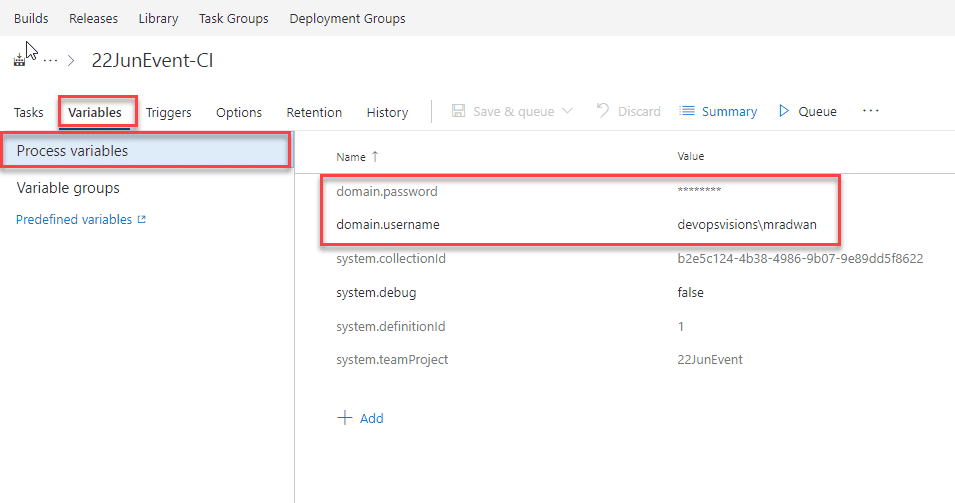 Builds Releases Library Task Groups Deployment Groups
... > 22JunEvent-CI
Tasks Variables Triggers Options Retention History Save & queue Discard Summary Queue ...
Process variables
Variable groups
Predefined variables
Name ↑ Value
domain.password ********
domain.username devopsvisions\mradwan
system.collectionId b2e5c124-4b38-4986-9b07-9e89dd5f8622
system.debug false
system.definitionId 1
system.teamProject 22JunEvent
+ Add